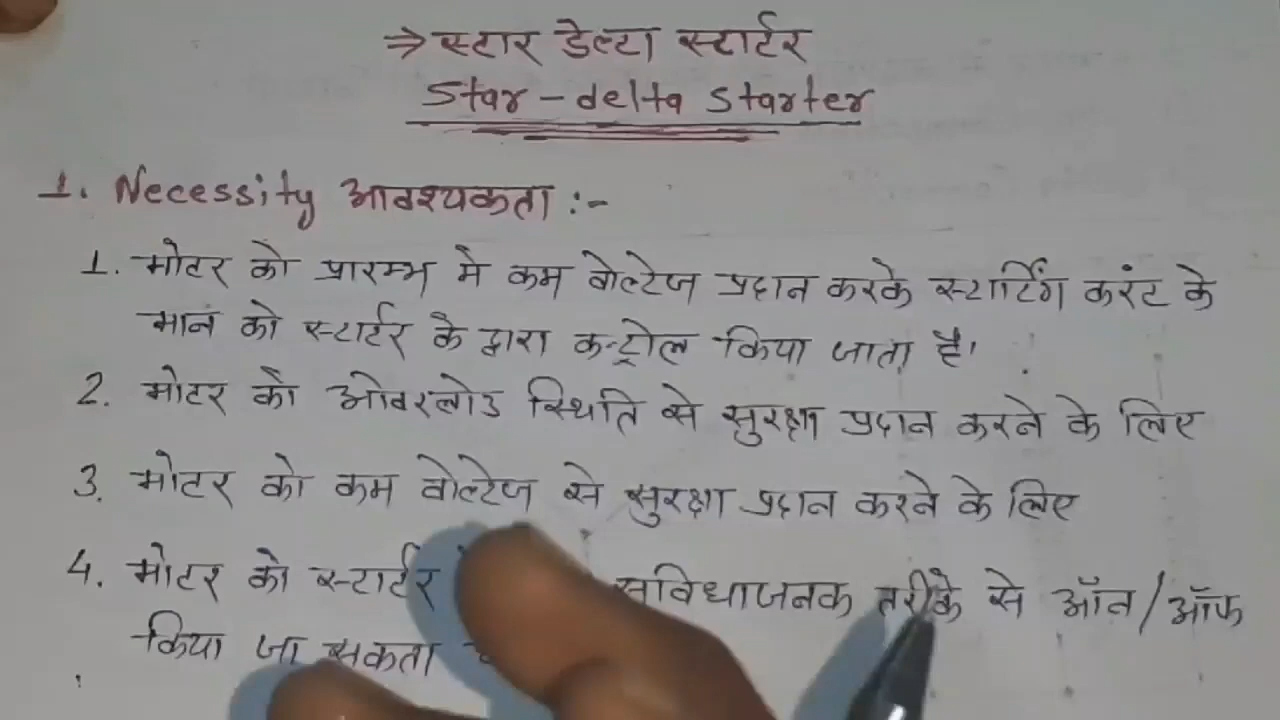 ⇒ स्टार डेल्टा स्टार्टर
Star-delta starter
1. Necessity आवश्यकता :-
1. मोटर को प्रारम्भ मे कम वोल्टेज प्रदान करके स्टार्टिंग करंट के
मान को स्टार्टर के द्वारा कन्ट्रोल किया जाता है।
2. मोटर को ओवरलोड स्थिति से सुरक्षा प्रदान करने के लिए
3. मोटर को कम वोल्टेज से सुरक्षा प्रदान करने के लिए
4. मोटर को स्टार्टर सुविधाजनक तरीके से ऑन/ऑफ
किया जा सकता